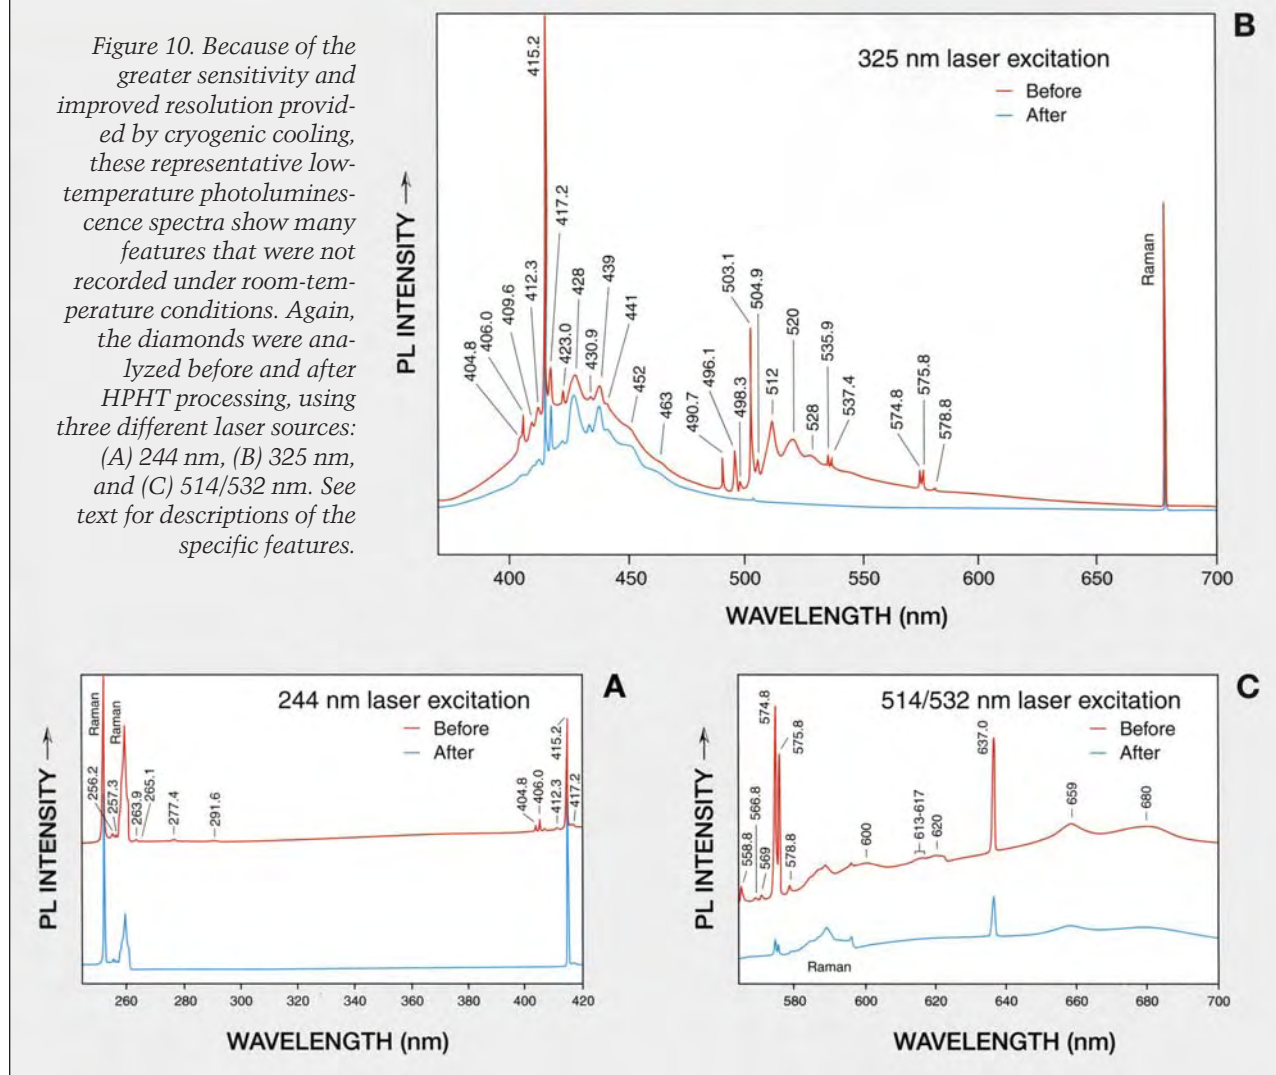 Figure 10. Because of the
greater sensitivity and
improved resolution provid-
ed by cryogenic cooling,
these representative low-
temperature photolumines-
cence spectra show many
features that were not
recorded under room-tem-
perature conditions. Again,
the diamonds were ana-
lyzed before and after
HPHT processing, using
three different laser sources:
(A) 244 nm, (B) 325 nm,
and (C) 514/532 nm. See
text for descriptions of the
specific features.
B
325 nm laser excitation
Before
After
PL INTENSITY →
404.8
406.0
409.6
412.3
415.2
417.2
423.0
428
430.9
439
441
452
463
490.7
496.1
498.3
503.1
504.9
512
520
528
535.9
537.4
574.8
575.8
578.8
Raman
400
450
500
550
600
650
700
WAVELENGTH (nm)
A
244 nm laser excitation
Before
After
PL INTENSITY →
Raman
Raman
256.2
257.3
263.9
265.1
277.4
291.6
404.8
406.0
412.3
415.2
417.2
260
280
300
320
340
360
380
400
420
WAVELENGTH (nm)
C
514/532 nm laser excitation
Before
After
PL INTENSITY →
558.8
566.8
569
574.8
575.8
578.8
600
613-617
620
637.0
659
680
Raman
580
600
620
640
660
680
700
WAVELENGTH (nm)